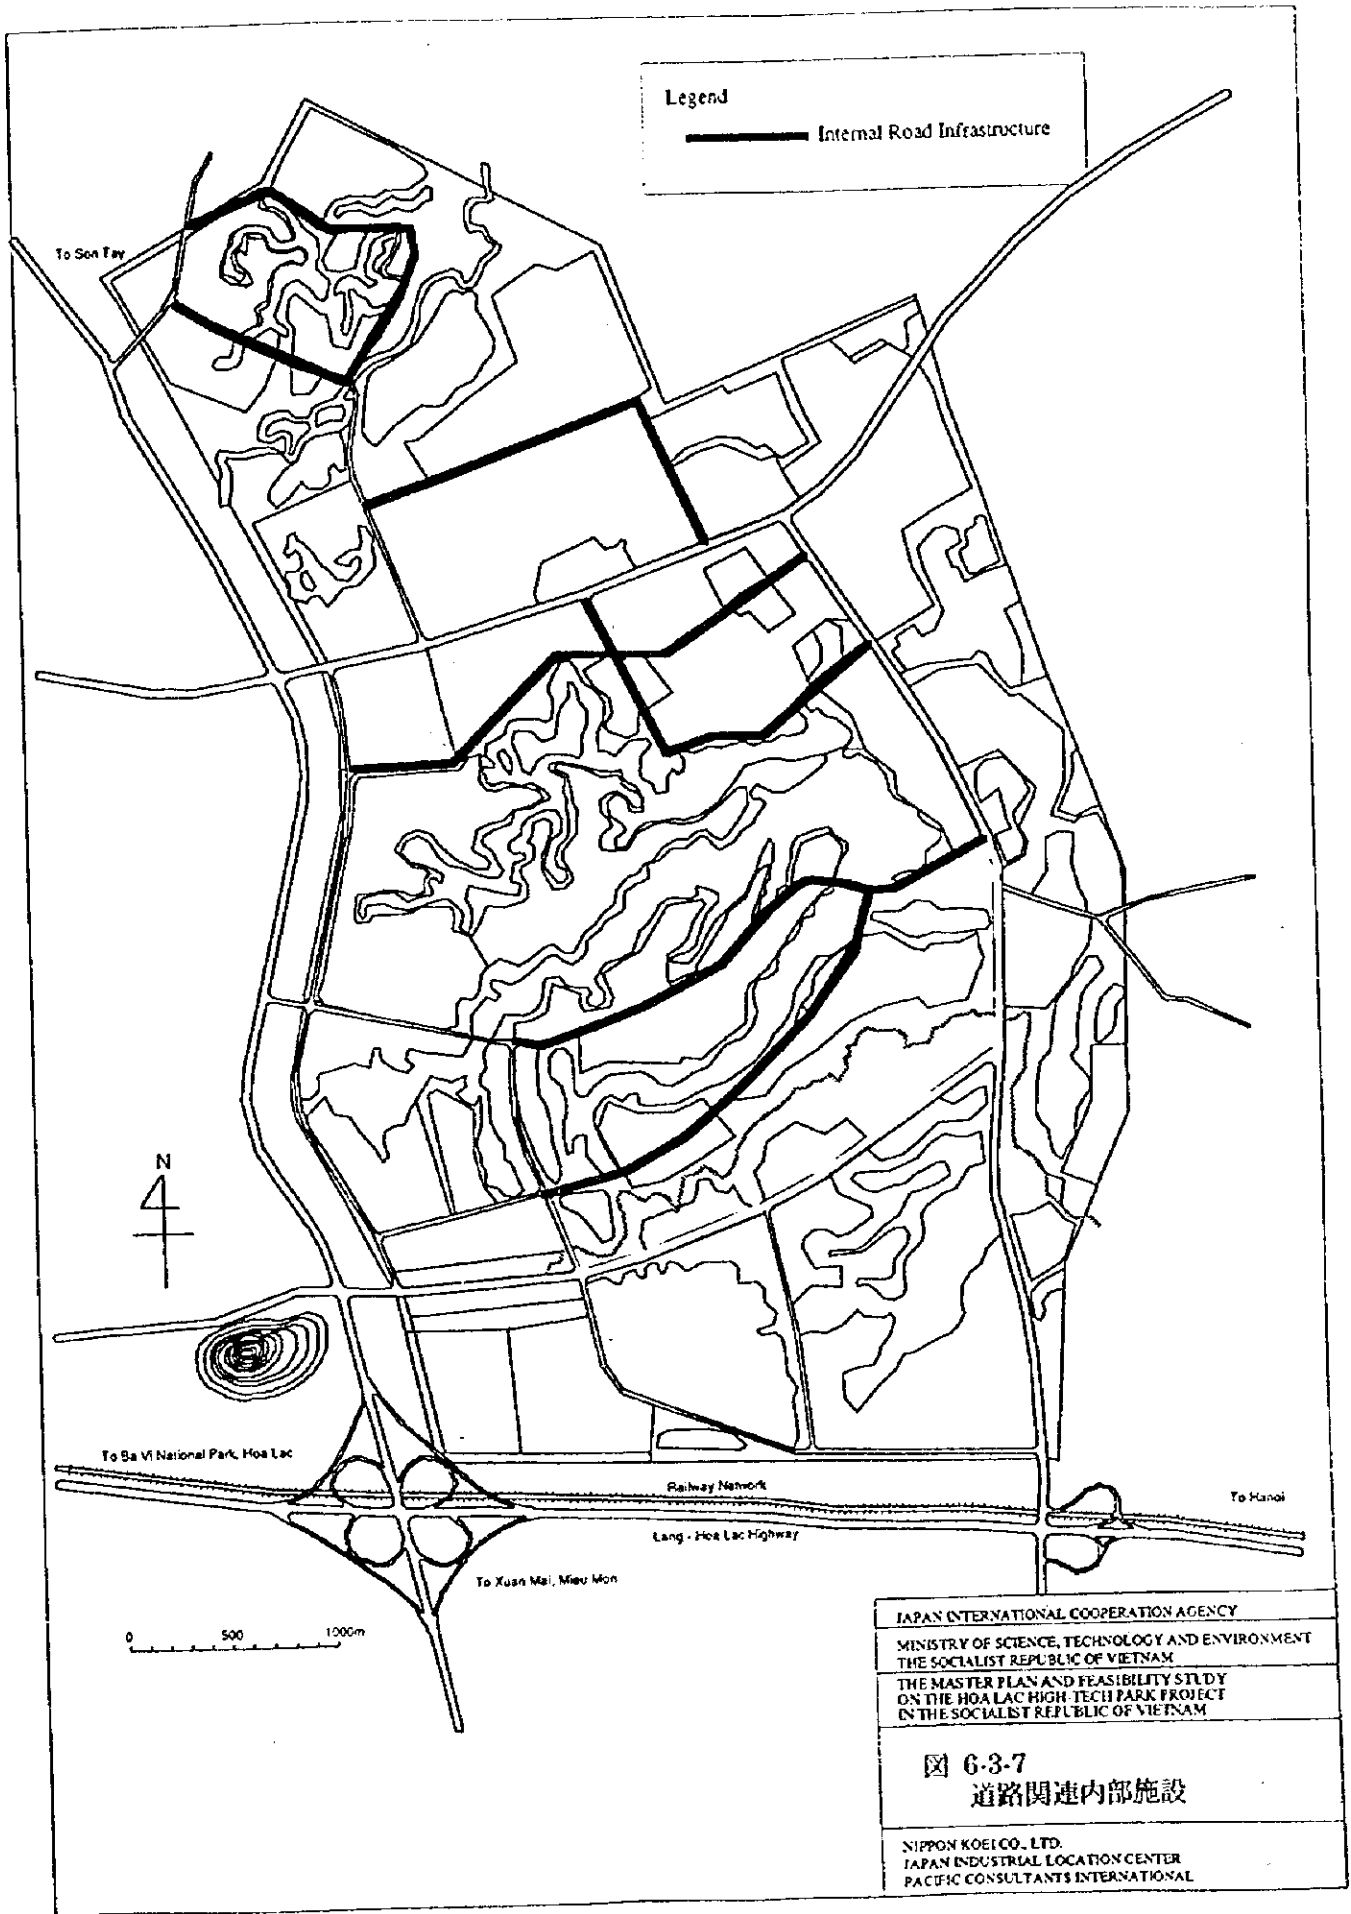 Legend
Internal Road Infrastructure
To Son Tay
N
To Ba Vi National Park, Hoa Lac
Railway Network
To Hanoi
Lang - Hoa Lac Highway
To Xuan Mai, Mieu Mon
0 500 1000m
JAPAN INTERNATIONAL COOPERATION AGENCY
MINISTRY OF SCIENCE, TECHNOLOGY AND ENVIRONMENT
THE SOCIALIST REPUBLIC OF VIETNAM
THE MASTER PLAN AND FEASIBILITY STUDY
ON THE HOA LAC HIGH-TECH PARK PROJECT
IN THE SOCIALIST REPUBLIC OF VIETNAM
図 6-3-7
道路関連内部施設
NIPPON KOEI CO., LTD.
JAPAN INDUSTRIAL LOCATION CENTER
PACIFIC CONSULTANTS INTERNATIONAL